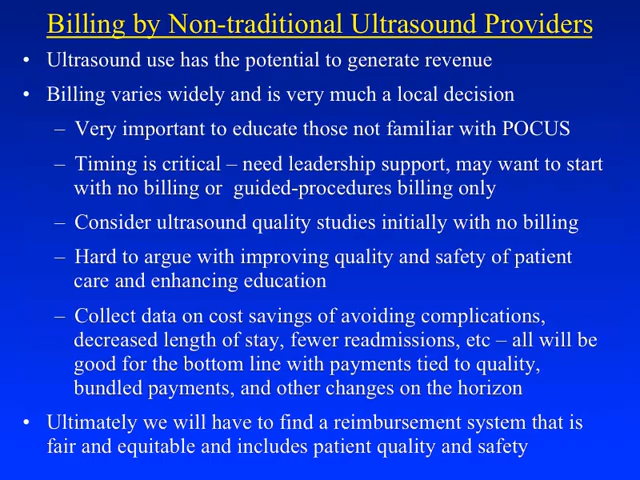 Billing by Non-traditional Ultrasound Providers
• Ultrasound use has the potential to generate revenue
• Billing varies widely and is very much a local decision
– Very important to educate those not familiar with POCUS
– Timing is critical – need leadership support, may want to start
with no billing or guided-procedures billing only
– Consider ultrasound quality studies initially with no billing
– Hard to argue with improving quality and safety of patient
care and enhancing education
– Collect data on cost savings of avoiding complications,
decreased length of stay, fewer readmissions, etc – all will be
good for the bottom line with payments tied to quality,
bundled payments, and other changes on the horizon
• Ultimately we will have to find a reimbursement system that is
fair and equitable and includes patient quality and safety